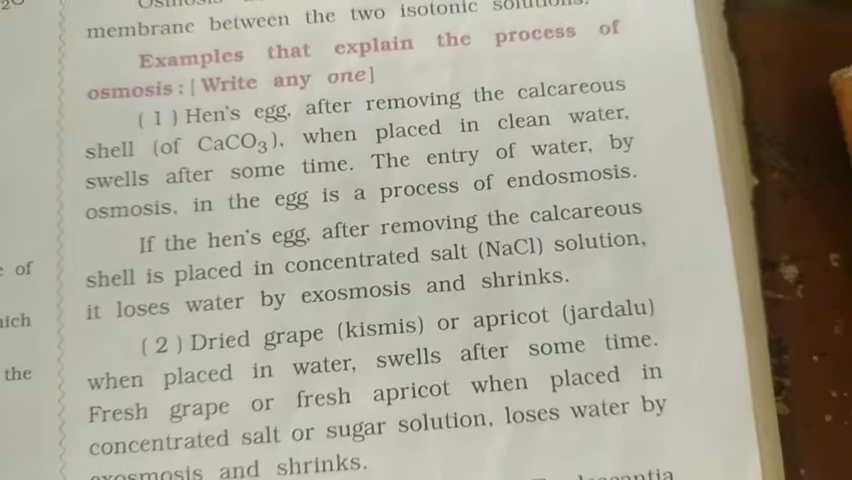 membrane between the two isotonic solutions.
Examples that explain the process of
osmosis : [ Write any one]
( 1 ) Hen's egg, after removing the calcareous
shell (of CaCO3), when placed in clean water,
swells after some time. The entry of water, by
osmosis, in the egg is a process of endosmosis.
If the hen's egg, after removing the calcareous
shell is placed in concentrated salt (NaCl) solution,
it loses water by exosmosis and shrinks.
( 2 ) Dried grape (kismis) or apricot (jardalu)
when placed in water, swells after some time.
Fresh grape or fresh apricot when placed in
concentrated salt or sugar solution, loses water by
exosmosis and shrinks.
of
the